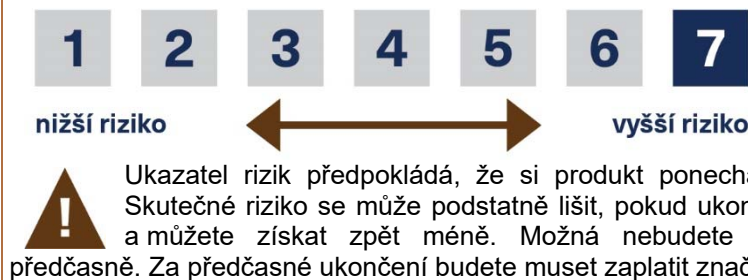 1 2 3 4 5 6 7
nižší riziko vyšší riziko
Ukazatel rizik předpokládá, že si produkt ponechá
Skutečné riziko se může podstatně lišit, pokud ukon
a můžete získat zpět méně. Možná nebudete
předčasně. Za předčasné ukončení budete muset zaplatit znač